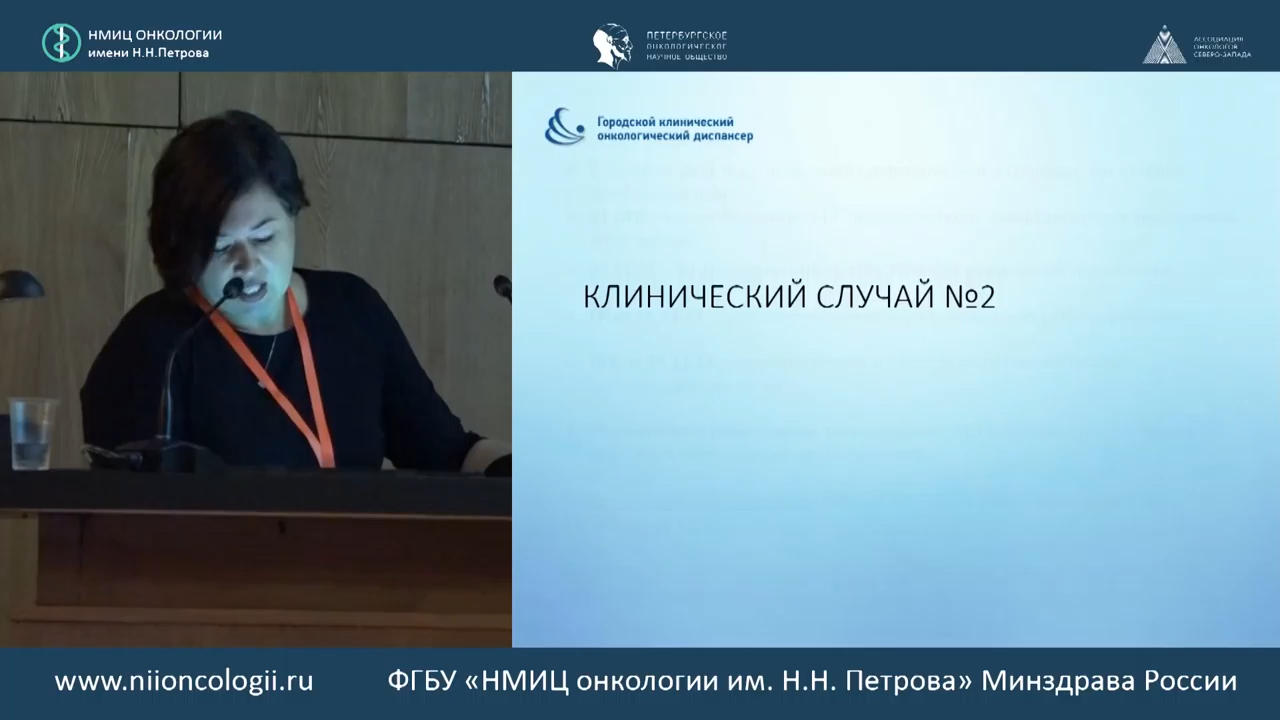 НМИЦ ОНКОЛОГИИ
имени Н.Н.Петрова
ПЕТЕРБУРГСКОЕ
ОНКОЛОГИЧЕСКОЕ
НАУЧНОЕ ОБЩЕСТВО
АССОЦИАЦИЯ
ОНКОЛОГОВ
СЕВЕРО-ЗАПАДА
Городской клинический
онкологический диспансер
КЛИНИЧЕСКИЙ СЛУЧАЙ №2
www.niioncologii.ru
ФГБУ «НМИЦ онкологии им. Н.Н. Петрова» Минздрава России